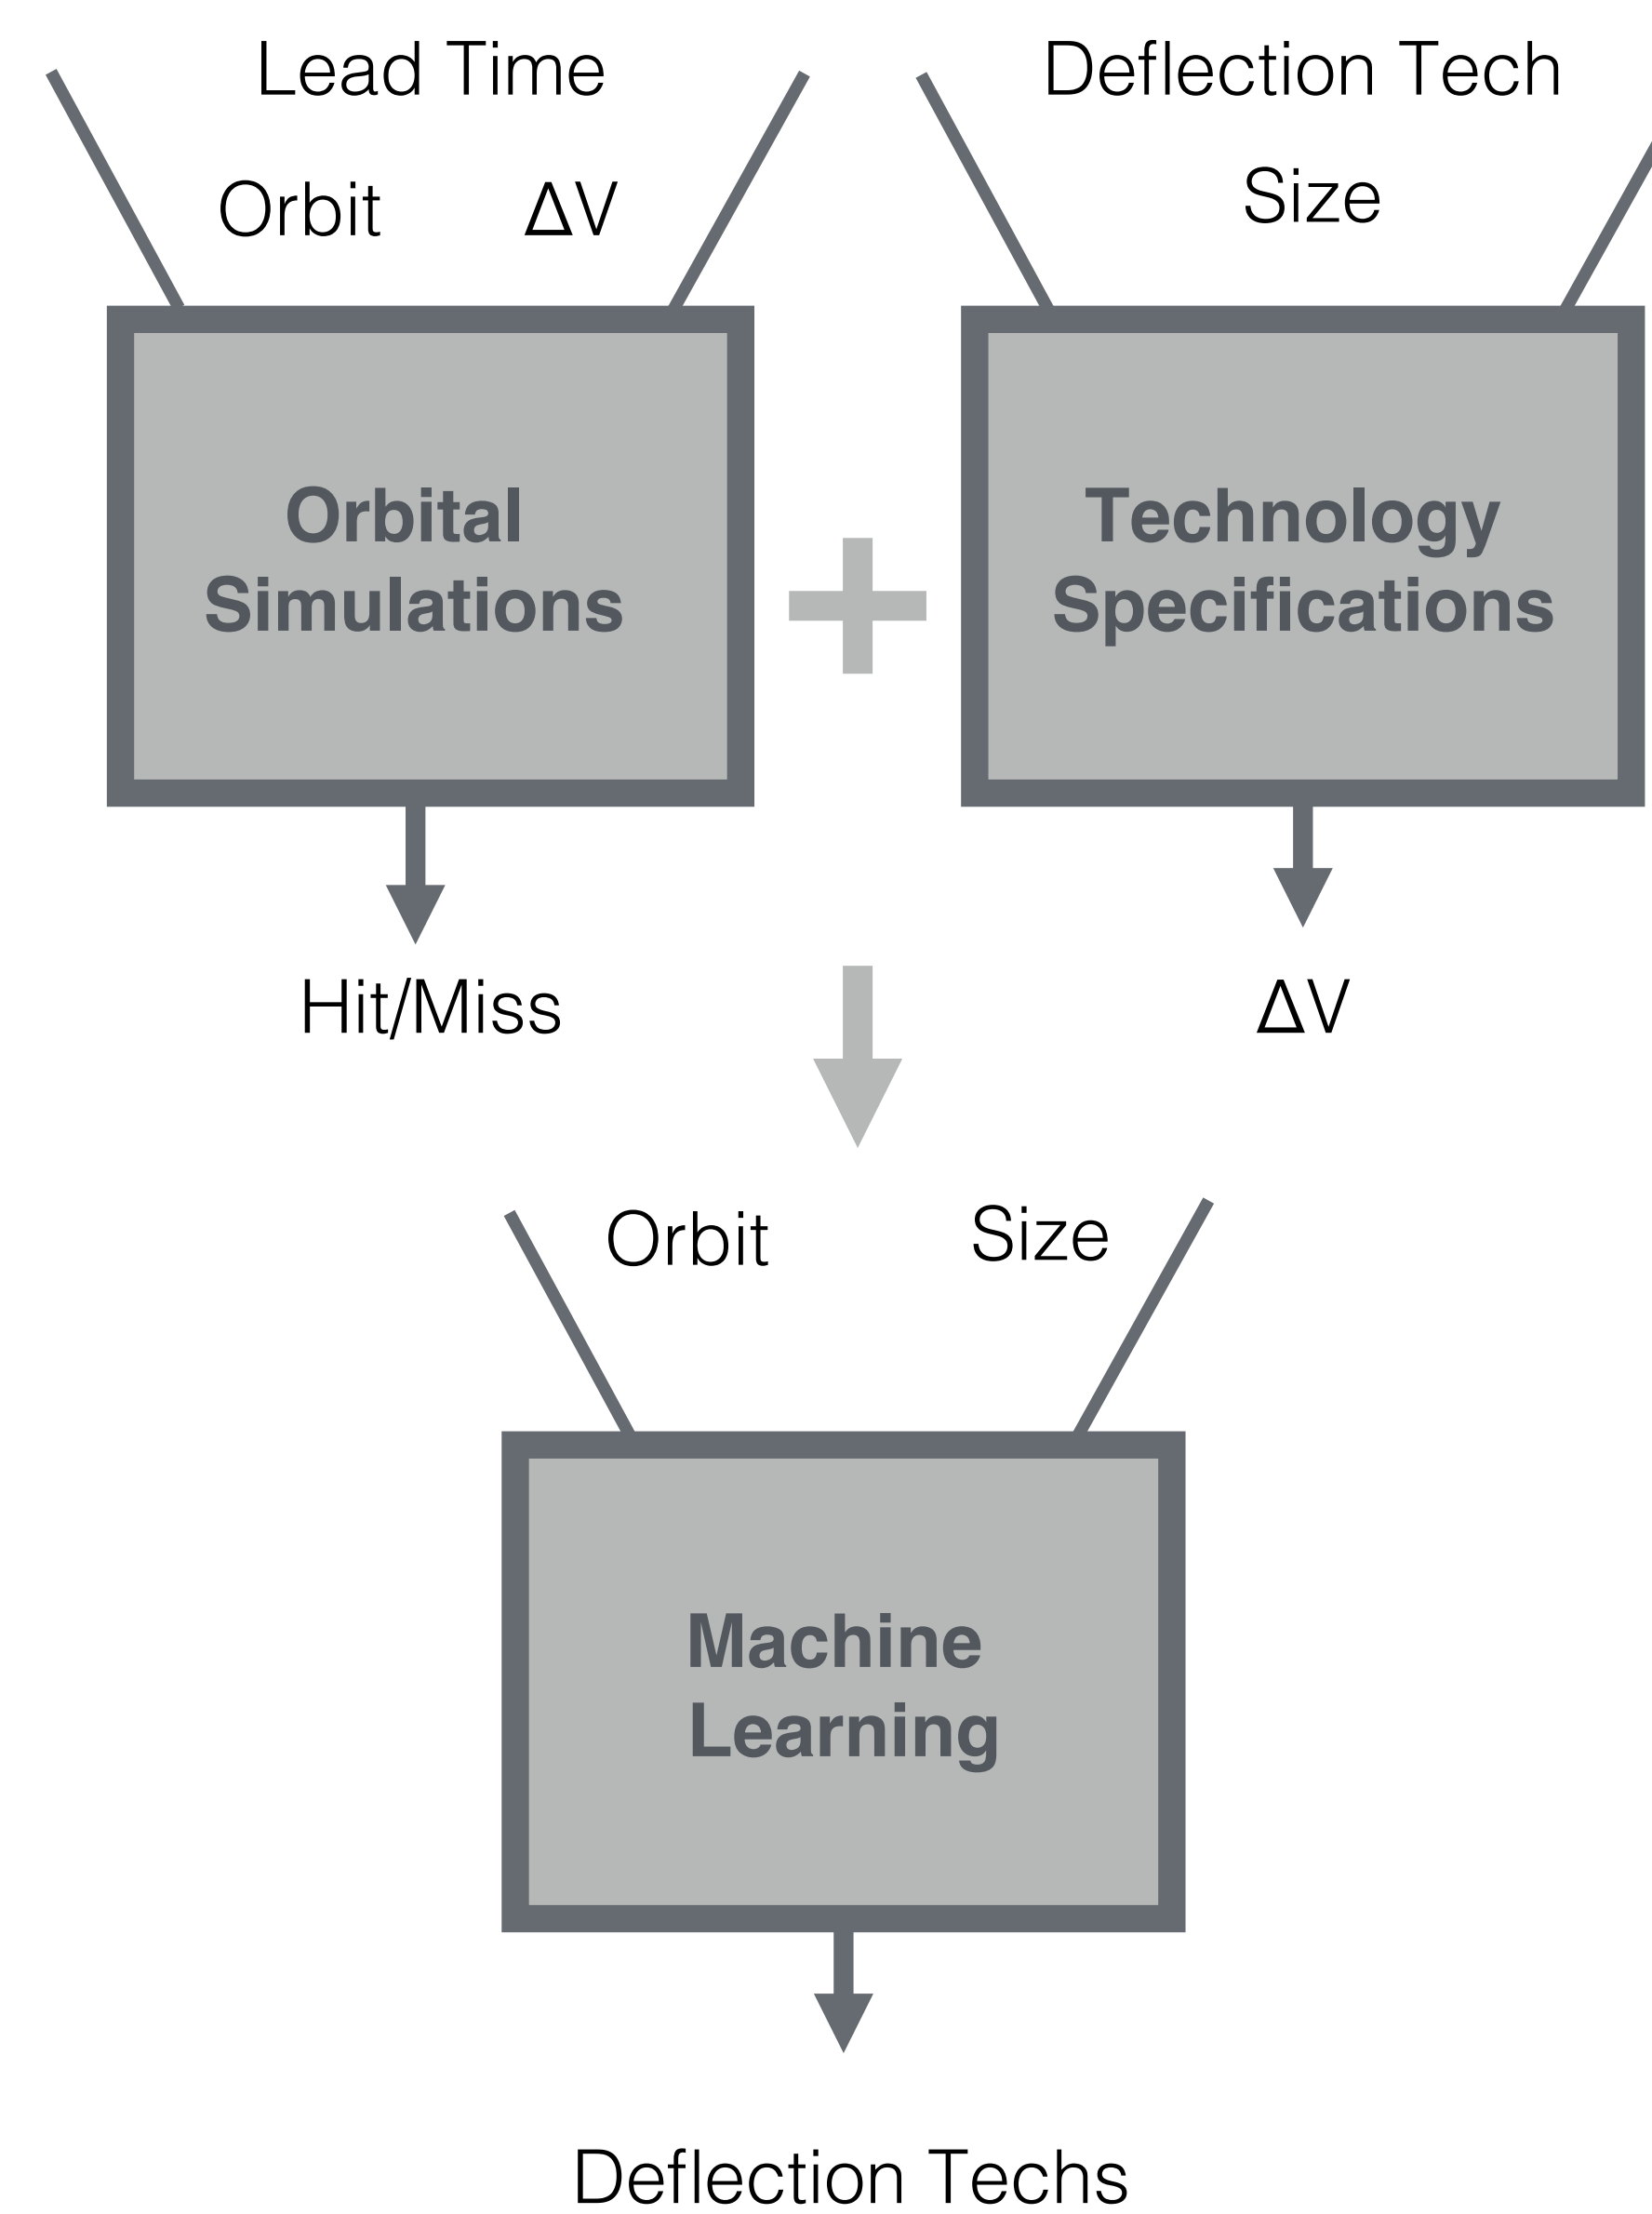 Lead Time
Orbit ΔV
Deflection Tech
Size
Orbital
Simulations
Technology
Specifications
Hit/Miss
ΔV
Orbit Size
Machine
Learning
Deflection Techs